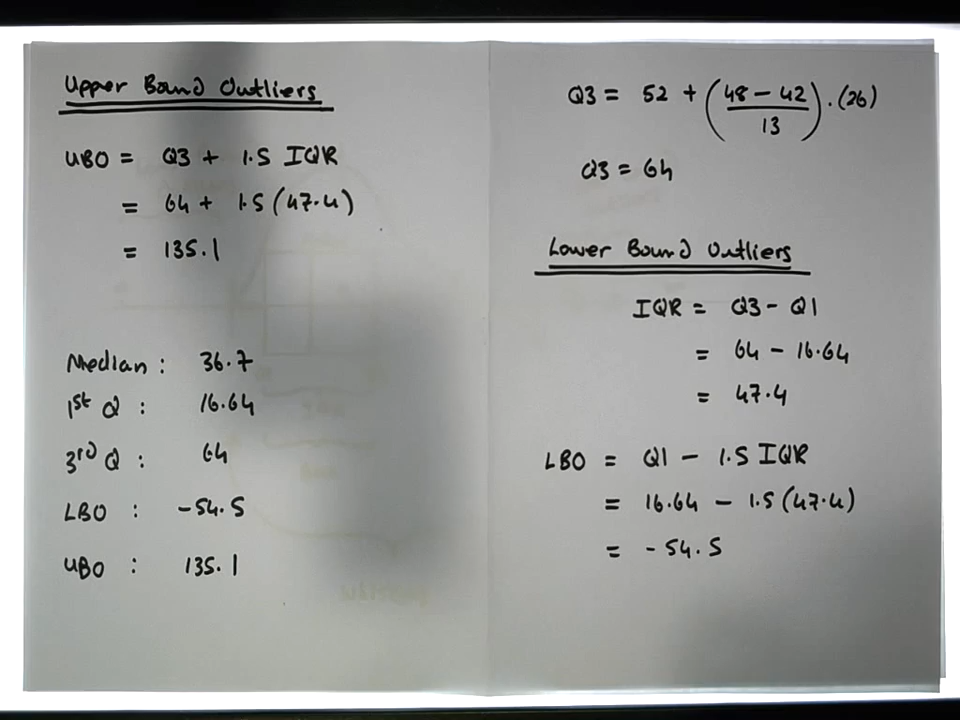 Upper Bound Outliers
UBO = Q3 + 1.5 IQR
= 64 + 1.5 (47.4)
= 135.1
Median : 36.7
1st Q : 16.64
3rd Q : 64
LBO : -54.5
UBO : 135.1
Q3 = 52 + ( (48 - 42) / 13 ) . (26)
Q3 = 64
Lower Bound Outliers
IQR = Q3 - Q1
= 64 - 16.64
= 47.4
LBO = Q1 - 1.5 IQR
= 16.64 - 1.5 (47.4)
= -54.5